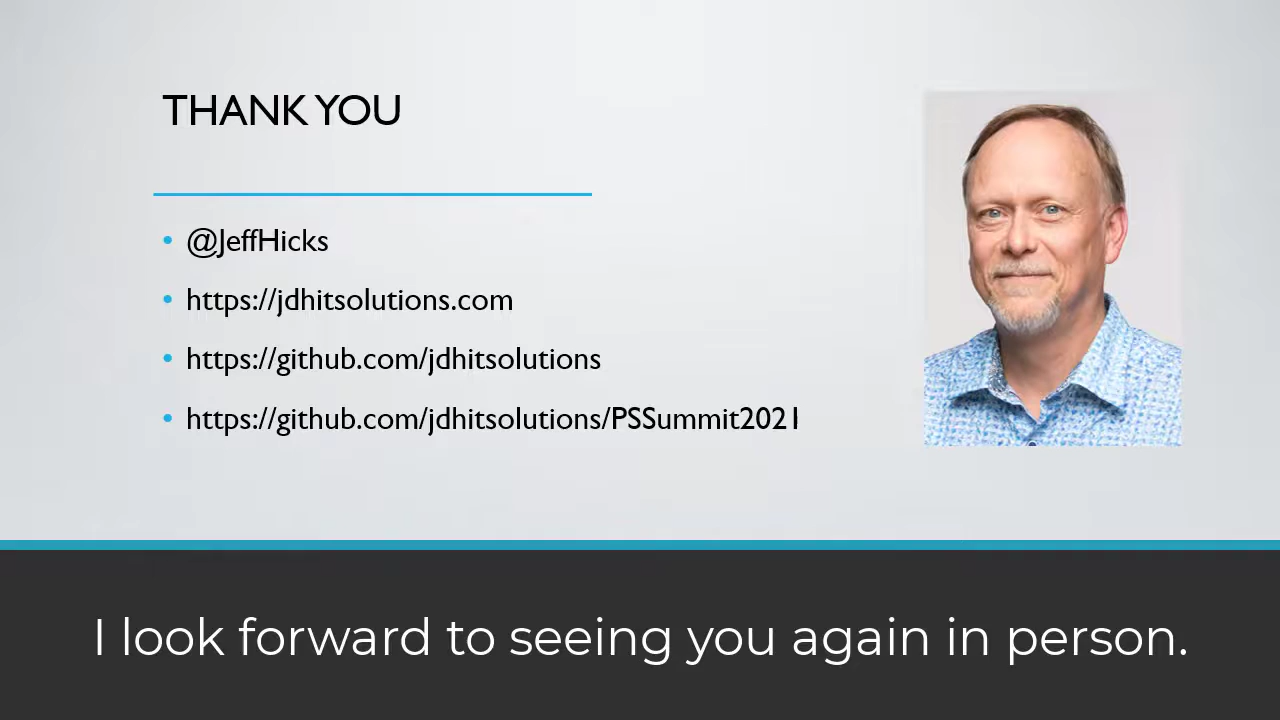 THANK YOU
@JeffHicks
https://jdhitsolutions.com
https://github.com/jdhitsolutions
https://github.com/jdhitsolutions/PSSummit2021
I look forward to seeing you again in person.